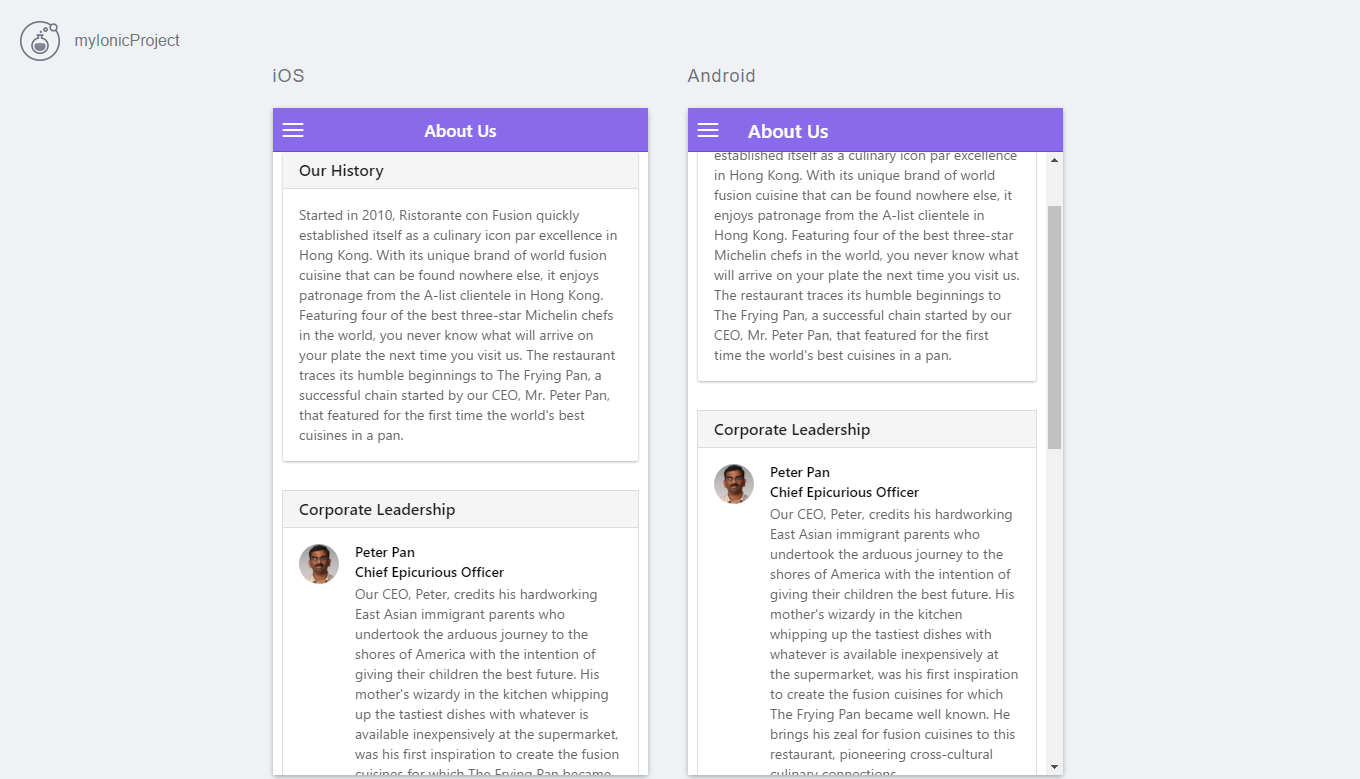 myIonicProject
iOS
About Us
Our History
Started in 2010, Ristorante con Fusion quickly
established itself as a culinary icon par excellence in
Hong Kong. With its unique brand of world fusion
cuisine that can be found nowhere else, it enjoys
patronage from the A-list clientele in Hong Kong.
Featuring four of the best three-star Michelin chefs
in the world, you never know what will arrive on
your plate the next time you visit us. The restaurant
traces its humble beginnings to The Frying Pan, a
successful chain started by our CEO, Mr. Peter Pan,
that featured for the first time the world's best
cuisines in a pan.
Corporate Leadership
Peter Pan
Chief Epicurious Officer
Our CEO, Peter, credits his hardworking
East Asian immigrant parents who
undertook the arduous journey to the
shores of America with the intention of
giving their children the best future. His
mother's wizardy in the kitchen whipping
up the tastiest dishes with whatever is
available inexpensively at the supermarket,
was his first inspiration to create the fusion
cuisines for which The Frying Pan became
Android
About Us
established itself as a culinary icon par excellence
in Hong Kong. With its unique brand of world
fusion cuisine that can be found nowhere else, it
enjoys patronage from the A-list clientele in
Hong Kong. Featuring four of the best three-star
Michelin chefs in the world, you never know what
will arrive on your plate the next time you visit us.
The restaurant traces its humble beginnings to
The Frying Pan, a successful chain started by our
CEO, Mr. Peter Pan, that featured for the first
time the world's best cuisines in a pan.
Corporate Leadership
Peter Pan
Chief Epicurious Officer
Our CEO, Peter, credits his hardworking
East Asian immigrant parents who
undertook the arduous journey to the
shores of America with the intention of
giving their children the best future. His
mother's wizardy in the kitchen
whipping up the tastiest dishes with
whatever is available inexpensively at
the supermarket, was his first inspiration
to create the fusion cuisines for which
The Frying Pan became well known. He
brings his zeal for fusion cuisines to this
restaurant, pioneering cross-cultural
culinary connections.